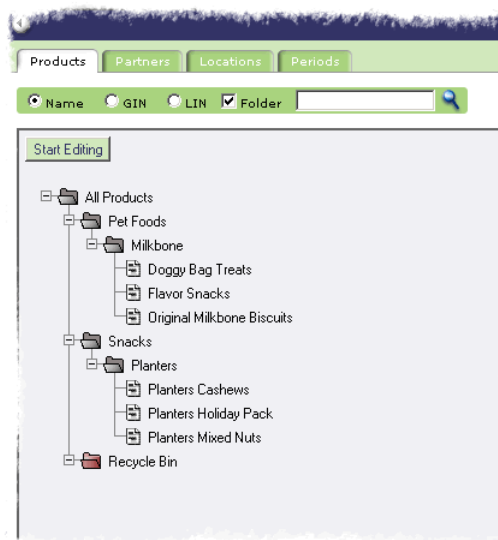 Products Partners Locations Periods
Name GIN LIN Folder
Start Editing
All Products
Pet Foods
Milkbone
Doggy Bag Treats
Flavor Snacks
Original Milkbone Biscuits
Snacks
Planters
Planters Cashews
Planters Holiday Pack
Planters Mixed Nuts
Recycle Bin